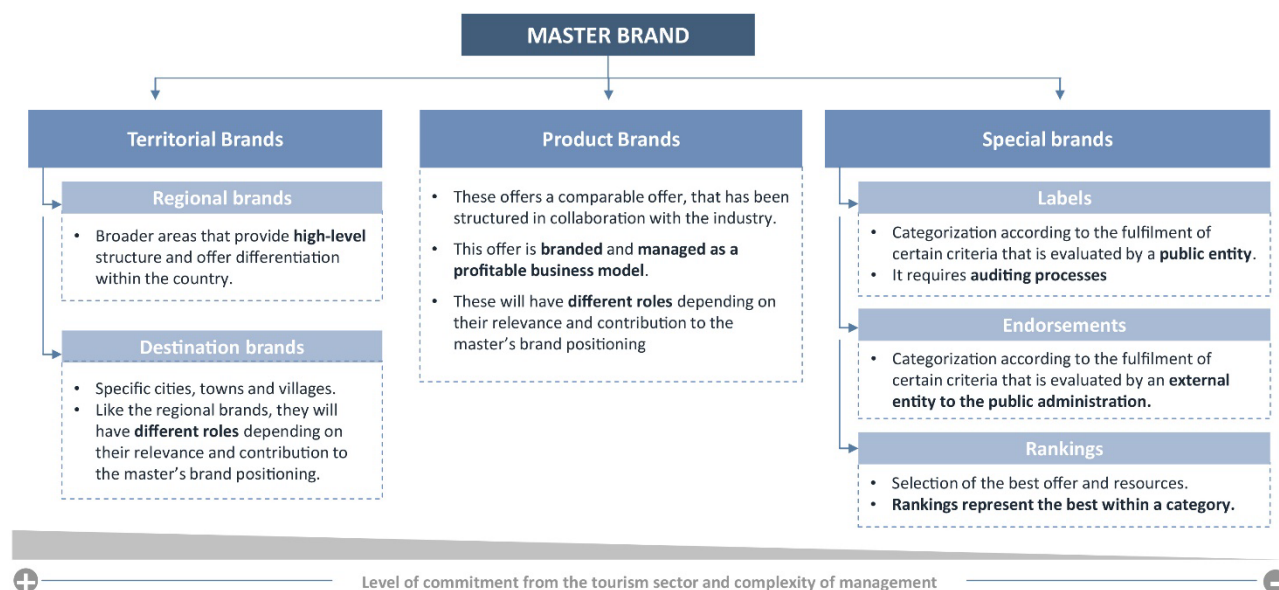 MASTER BRAND
Territorial Brands
Regional brands
• Broader areas that provide high-level
structure and offer differentiation
within the country.
Destination brands
• Specific cities, towns and villages.
• Like the regional brands, they will
have different roles depending on
their relevance and contribution to
the master’s brand positioning.
Product Brands
• These offers a comparable offer, that has been
structured in collaboration with the industry.
• This offer is branded and managed as a
profitable business model.
• These will have different roles depending on
their relevance and contribution to the
master’s brand positioning
Special brands
Labels
• Categorization according to the fulfilment of
certain criteria that is evaluated by a public entity.
• It requires auditing processes
Endorsements
• Categorization according to the fulfilment of
certain criteria that is evaluated by an external
entity to the public administration.
Rankings
• Selection of the best offer and resources.
• Rankings represent the best within a category.
+ Level of commitment from the tourism sector and complexity of management -